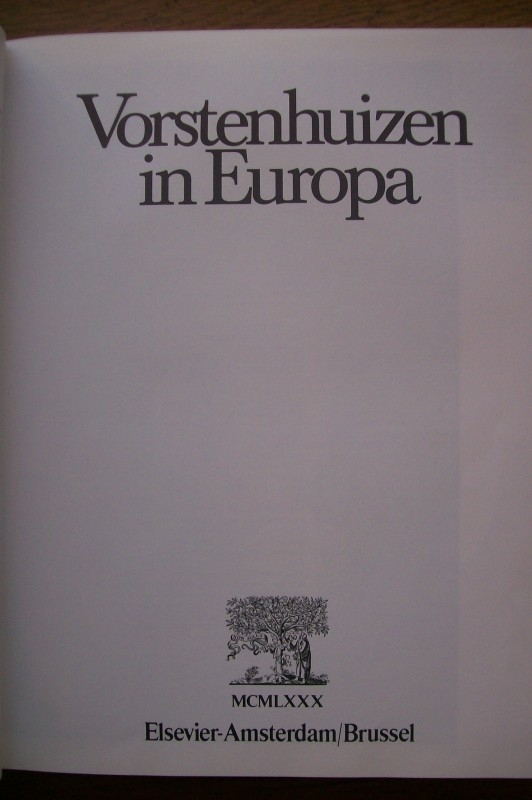 Vorstenhuizen
in Europa
MCMLXXX
Elsevier-Amsterdam/Brussel